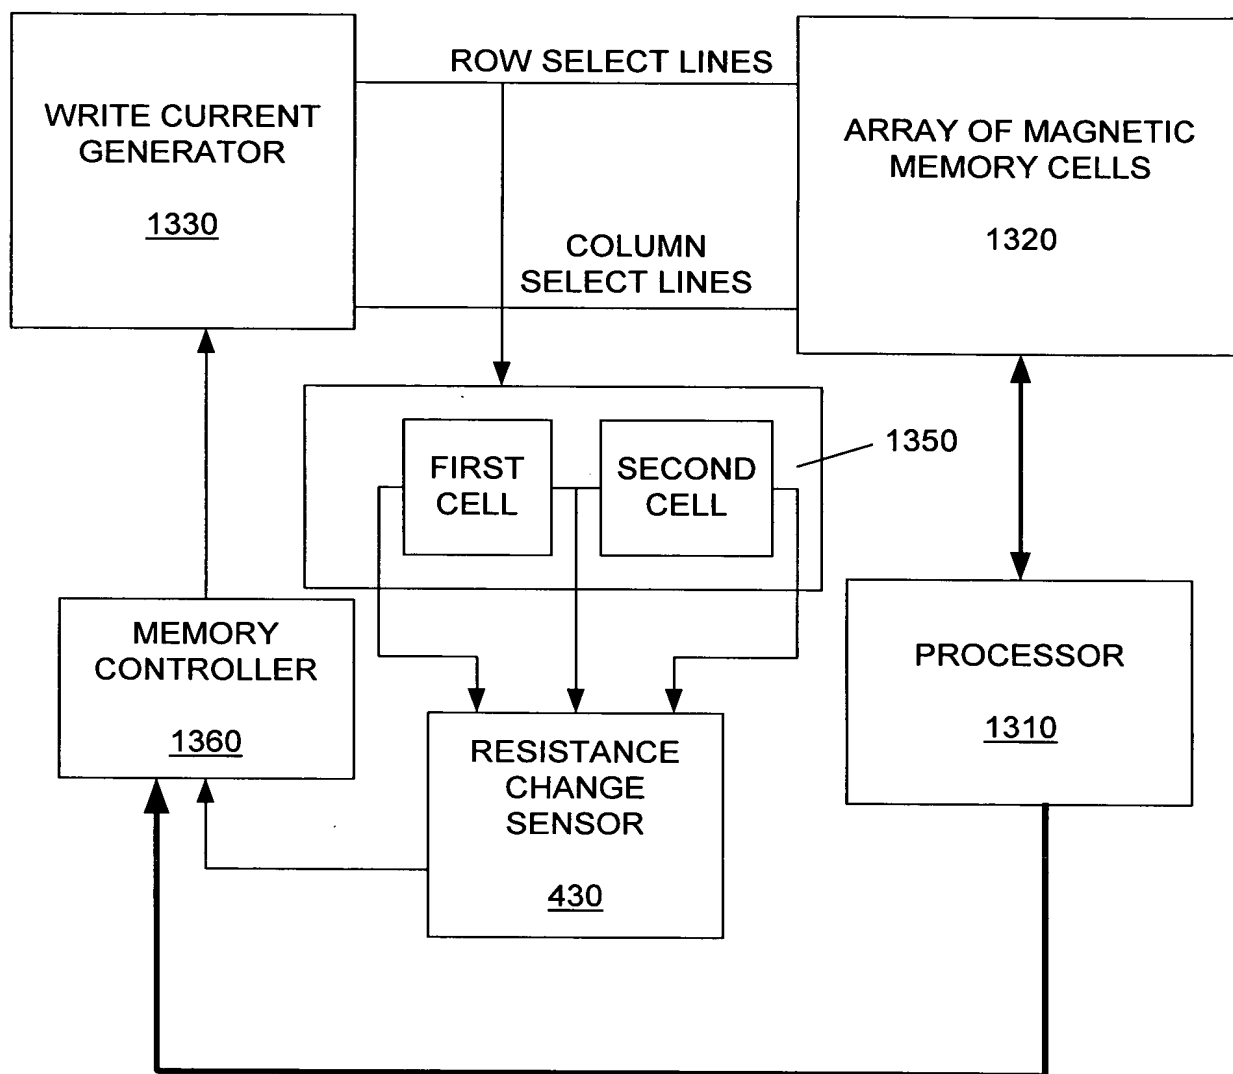 WRITE CURRENT
GENERATOR
1330
ROW SELECT LINES
COLUMN
SELECT LINES
ARRAY OF MAGNETIC
MEMORY CELLS
1320
FIRST
CELL
SECOND
CELL
1350
MEMORY
CONTROLLER
1360
RESISTANCE
CHANGE
SENSOR
430
PROCESSOR
1310